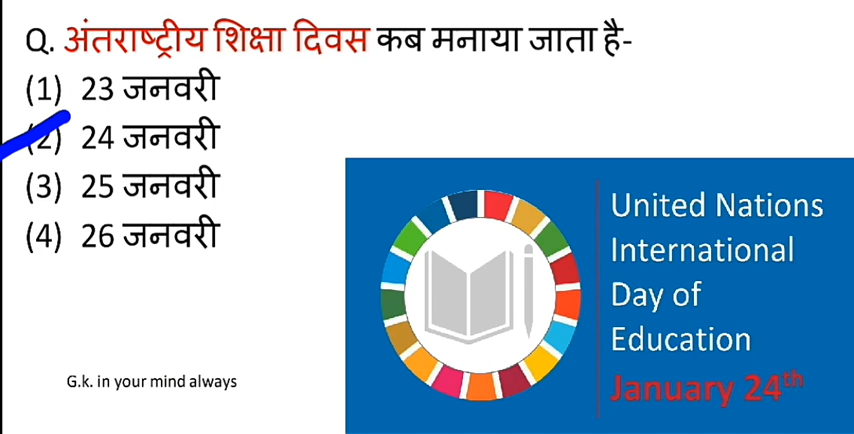 Q. अंतराष्ट्रीय शिक्षा दिवस कब मनाया जाता है-
(1) 23 जनवरी
(2) 24 जनवरी
(3) 25 जनवरी
(4) 26 जनवरी
United Nations
International
Day of
Education
January 24th
G.k. in your mind always